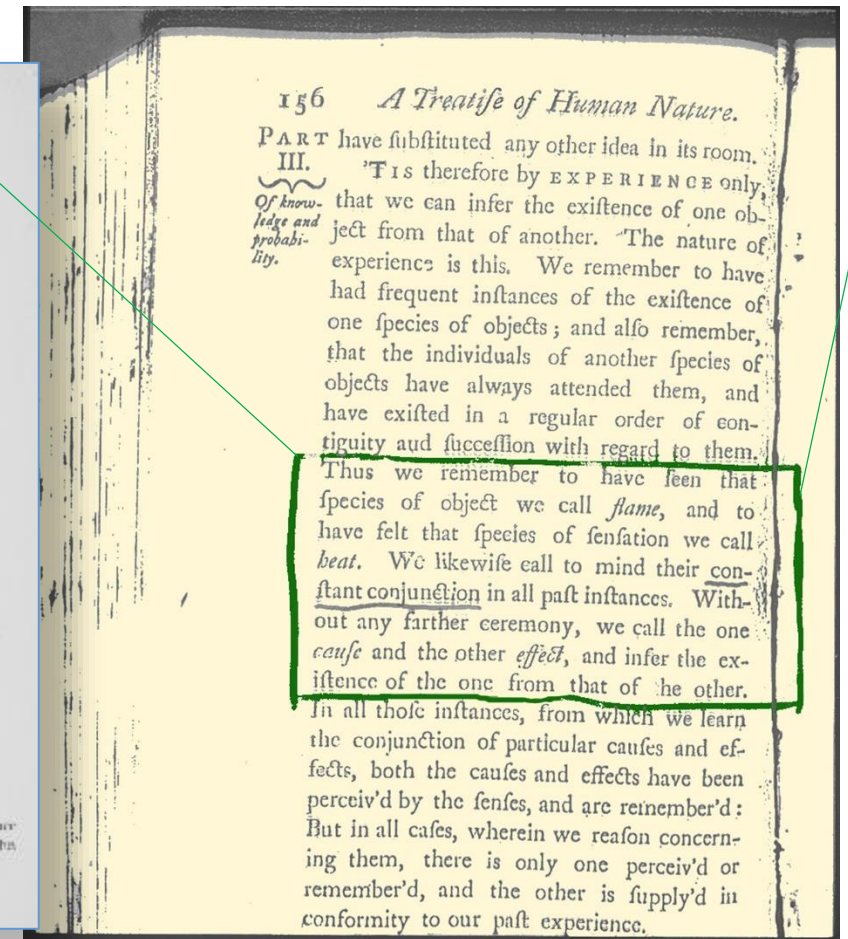 156 A Treatiſe of Human Nature.
PART
III.
Of know-
ledge and
probabi-
lity.
have ſubſtituted any other idea in its room.
'TIS therefore by EXPERIENCE only,
that we can infer the exiſtence of one ob-
ject from that of another. The nature of
experience is this. We remember to have
had frequent inſtances of the exiſtence of
one ſpecies of objects; and alſo remember,
that the individuals of another ſpecies of
objects have always attended them, and
have exiſted in a regular order of con-
tiguity aud ſucceſſion with regard to them.
Thus we remember to have ſeen that
ſpecies of object we call flame, and to
have felt that ſpecies of ſenſation we call
heat. We likewiſe call to mind their con-
ſtant conjunction in all paſt inſtances. With-
out any farther ceremony, we call the one
cauſe and the other effect, and infer the ex-
iſtence of the one from that of he other.
In all thoſe inſtances, from which we learn
the conjunction of particular cauſes and ef-
fects, both the cauſes and effects have been
perceiv'd by the ſenſes, and are remember'd:
But in all caſes, wherein we reaſon concern-
ing them, there is only one perceiv'd or
remember'd, and the other is ſupply'd in
conformity to our paſt experience.